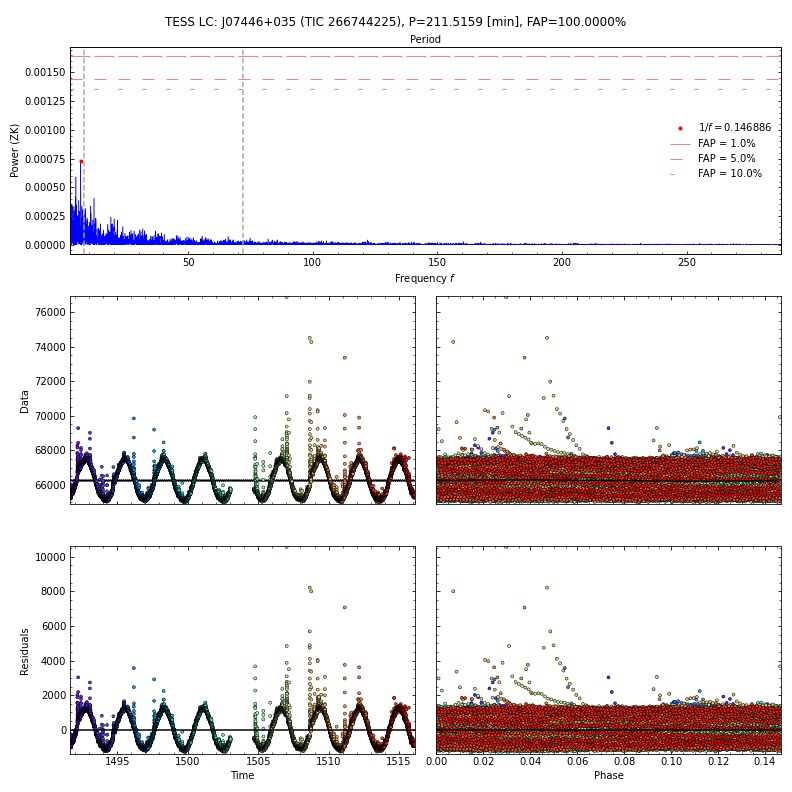 TESS LC: J07446+035 (TIC 266744225), P=211.5159 [min], FAP=100.0000%
Period
Power (ZK)
0.00150
0.00125
0.00100
0.00075
0.00050
0.00025
0.00000
1/f = 0.146886
FAP = 1.0%
FAP = 5.0%
FAP = 10.0%
50 100 150 200 250
Frequency f
Data
76000
74000
72000
70000
68000
66000
Residuals
10000
8000
6000
4000
2000
0
1495 1500 1505 1510 1515
Time
0.00 0.02 0.04 0.06 0.08 0.10 0.12 0.14
Phase